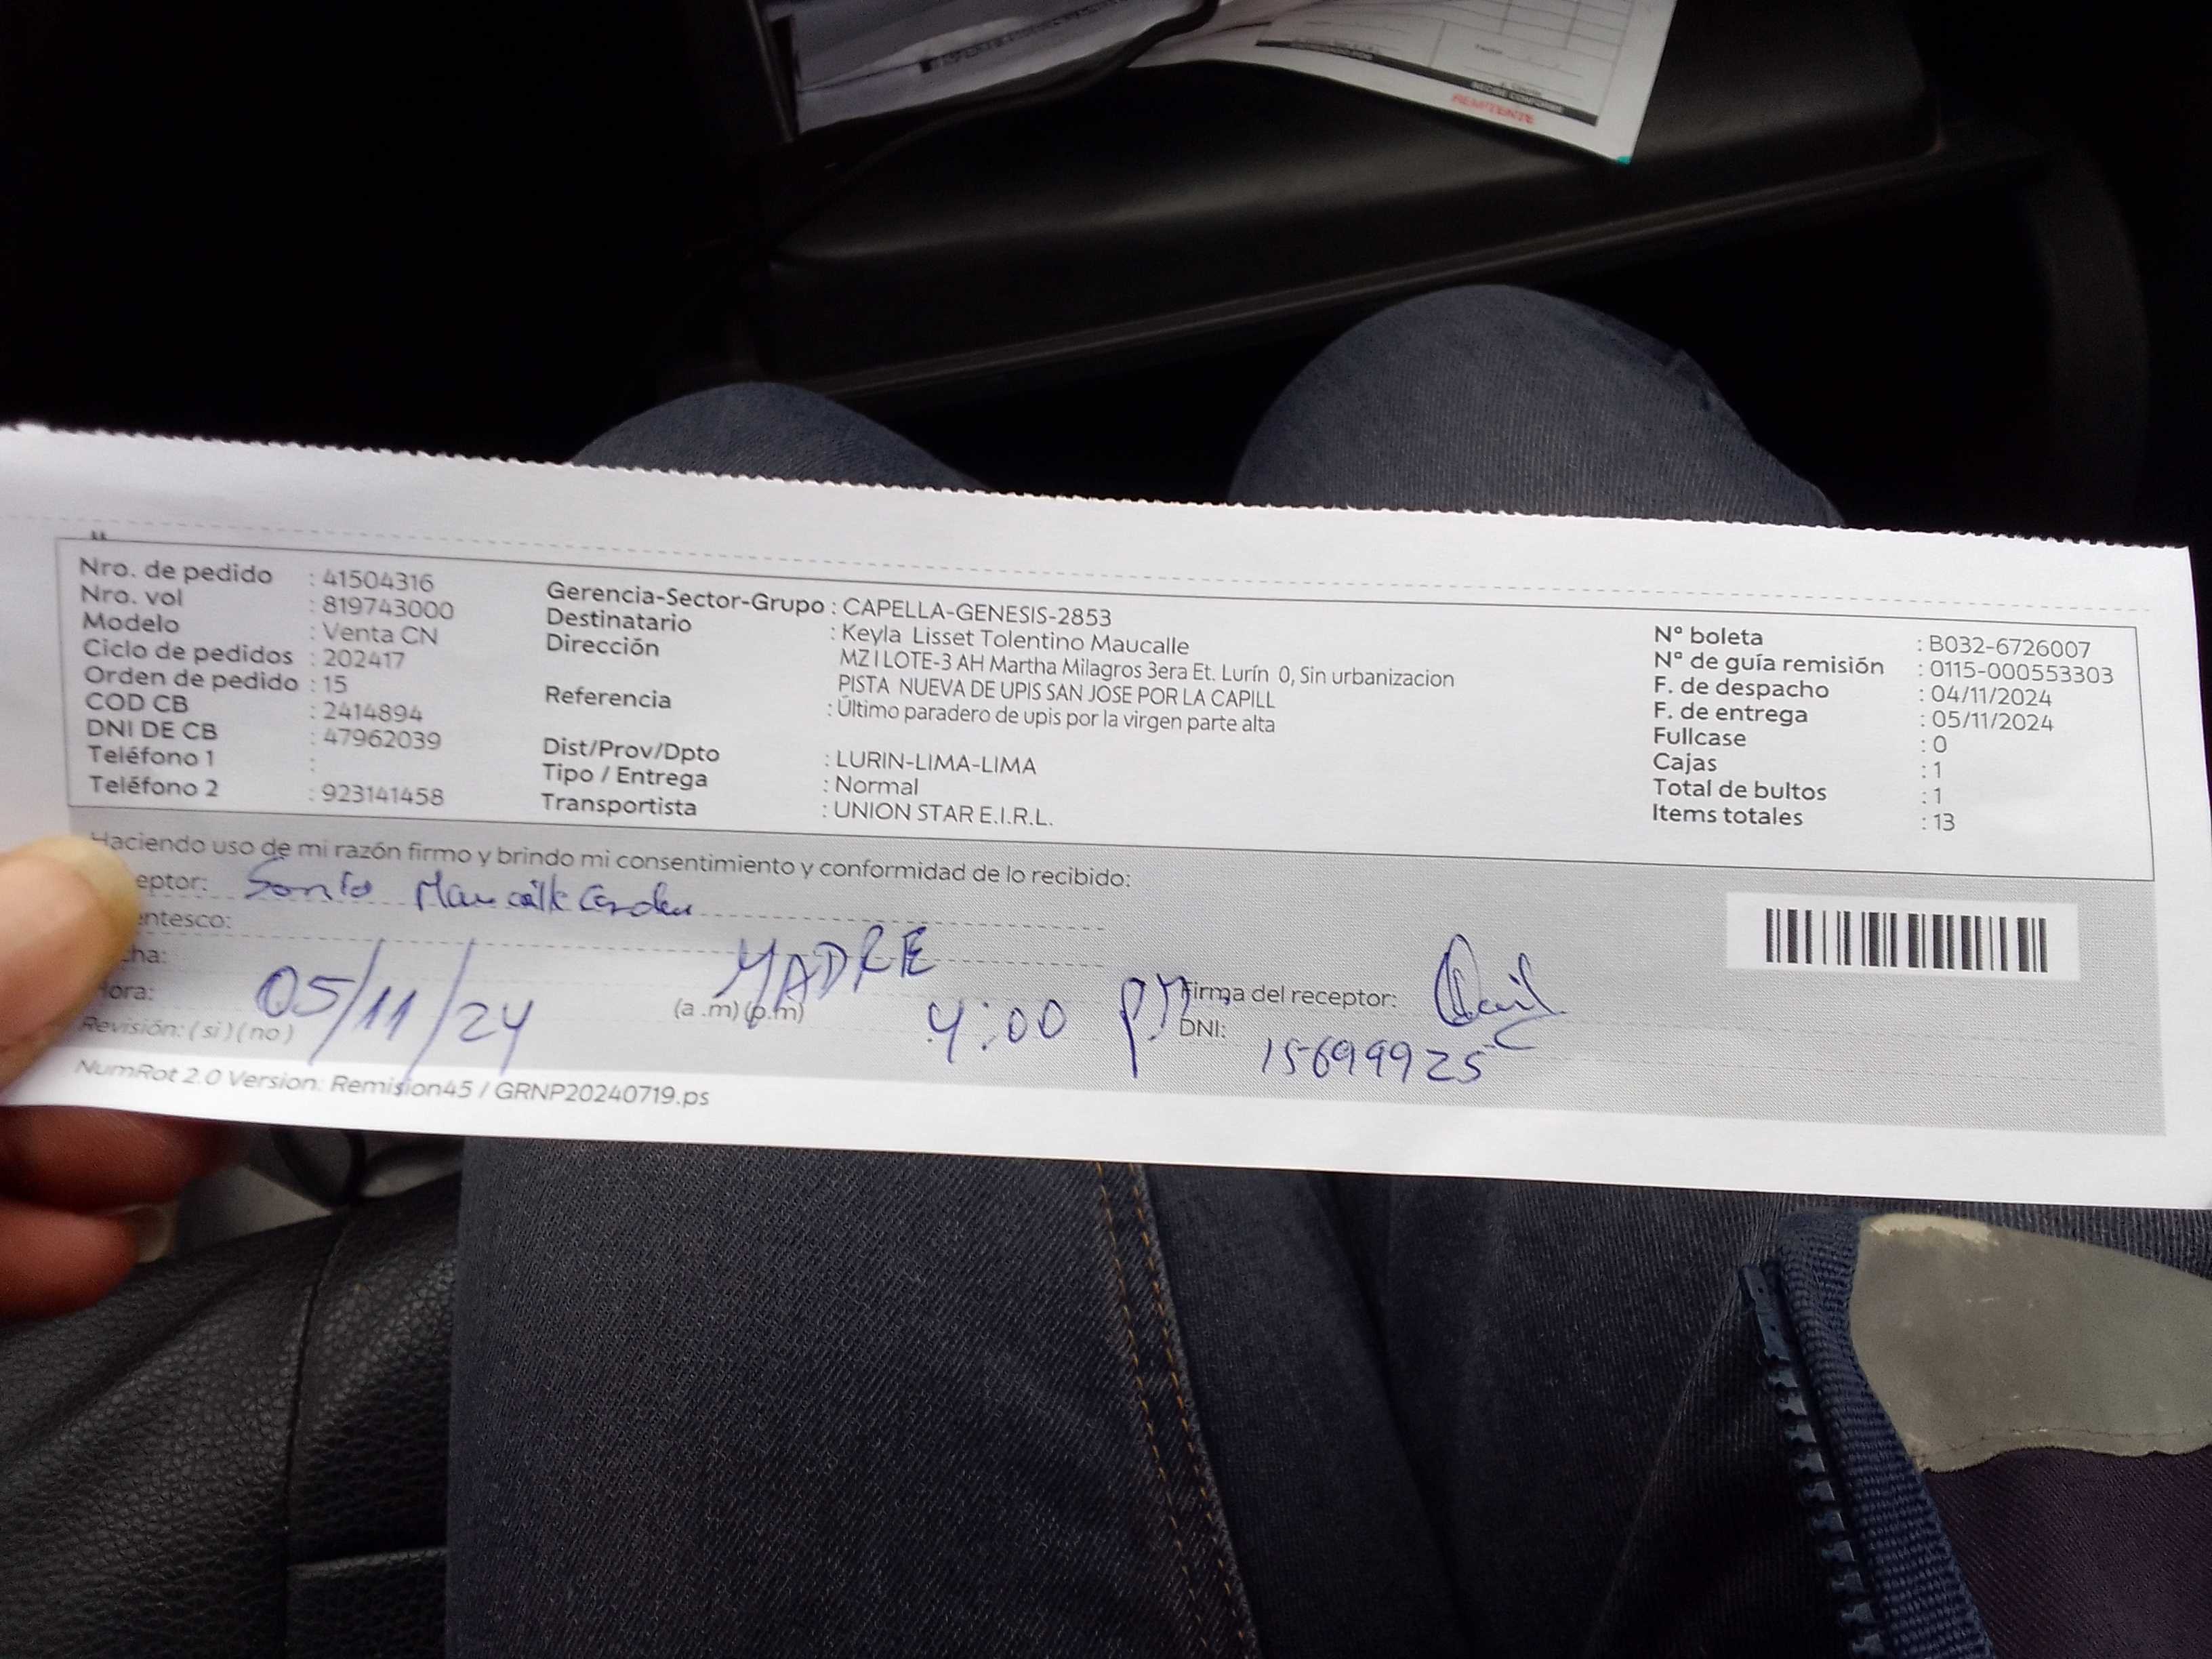 REMITENTE
Nro. de pedido : 41504316
Nro. vol : 819743000
Modelo : Venta CN
Ciclo de pedidos : 202417
Orden de pedido : 15
COD CB : 2414894
DNI DE CB : 47962039
Teléfono 1 :
Teléfono 2 : 923141458
Gerencia-Sector-Grupo : CAPELLA-GENESIS-2853
Destinatario : Keyla Lisset Tolentino Maucalle
Dirección MZ I LOTE-3 AH Martha Milagros 3era Et. Lurín 0, Sin urbanizacion
PISTA NUEVA DE UPIS SAN JOSE POR LA CAPILL
Referencia : Último paradero de upis por la virgen parte alta
Dist/Prov/Dpto : LURIN-LIMA-LIMA
Tipo / Entrega : Normal
Transportista : UNION STAR E.I.R.L.
N° boleta : B032-6726007
N° de guía remisión : 0115-000553303
F. de despacho : 04/11/2024
F. de entrega : 05/11/2024
Fullcase : 0
Cajas : 1
Total de bultos : 1
Items totales : 13
Haciendo uso de mi razón firmo y brindo mi consentimiento y conformidad de lo recibido:
eptor: Sonia Maucalle
entesco: MADRE
cha: 05/11/24
Hora: (a.m) (p.m) 4:00 PM
Revisión: ( si ) ( no )
Firma del receptor:
DNI: 15699925
NumRot 2.0 Version: Remision45 / GRNP20240719.ps